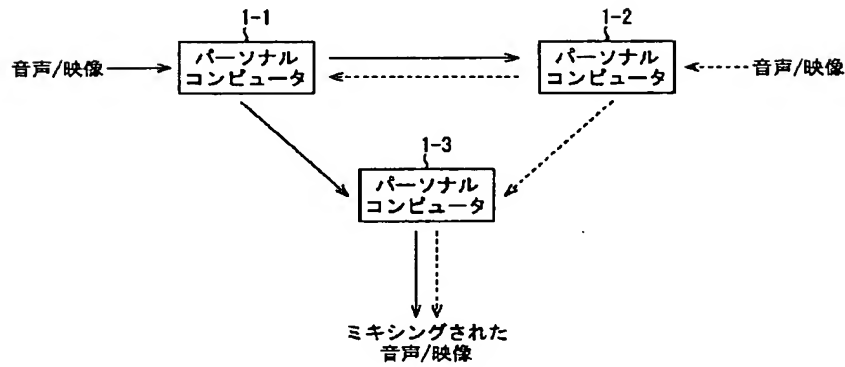 1-1
1-2
音声/映像
パーソナル
コンピュータ
パーソナル
コンピュータ
音声/映像
1-3
パーソナル
コンピュータ
ミキシングされた
音声/映像